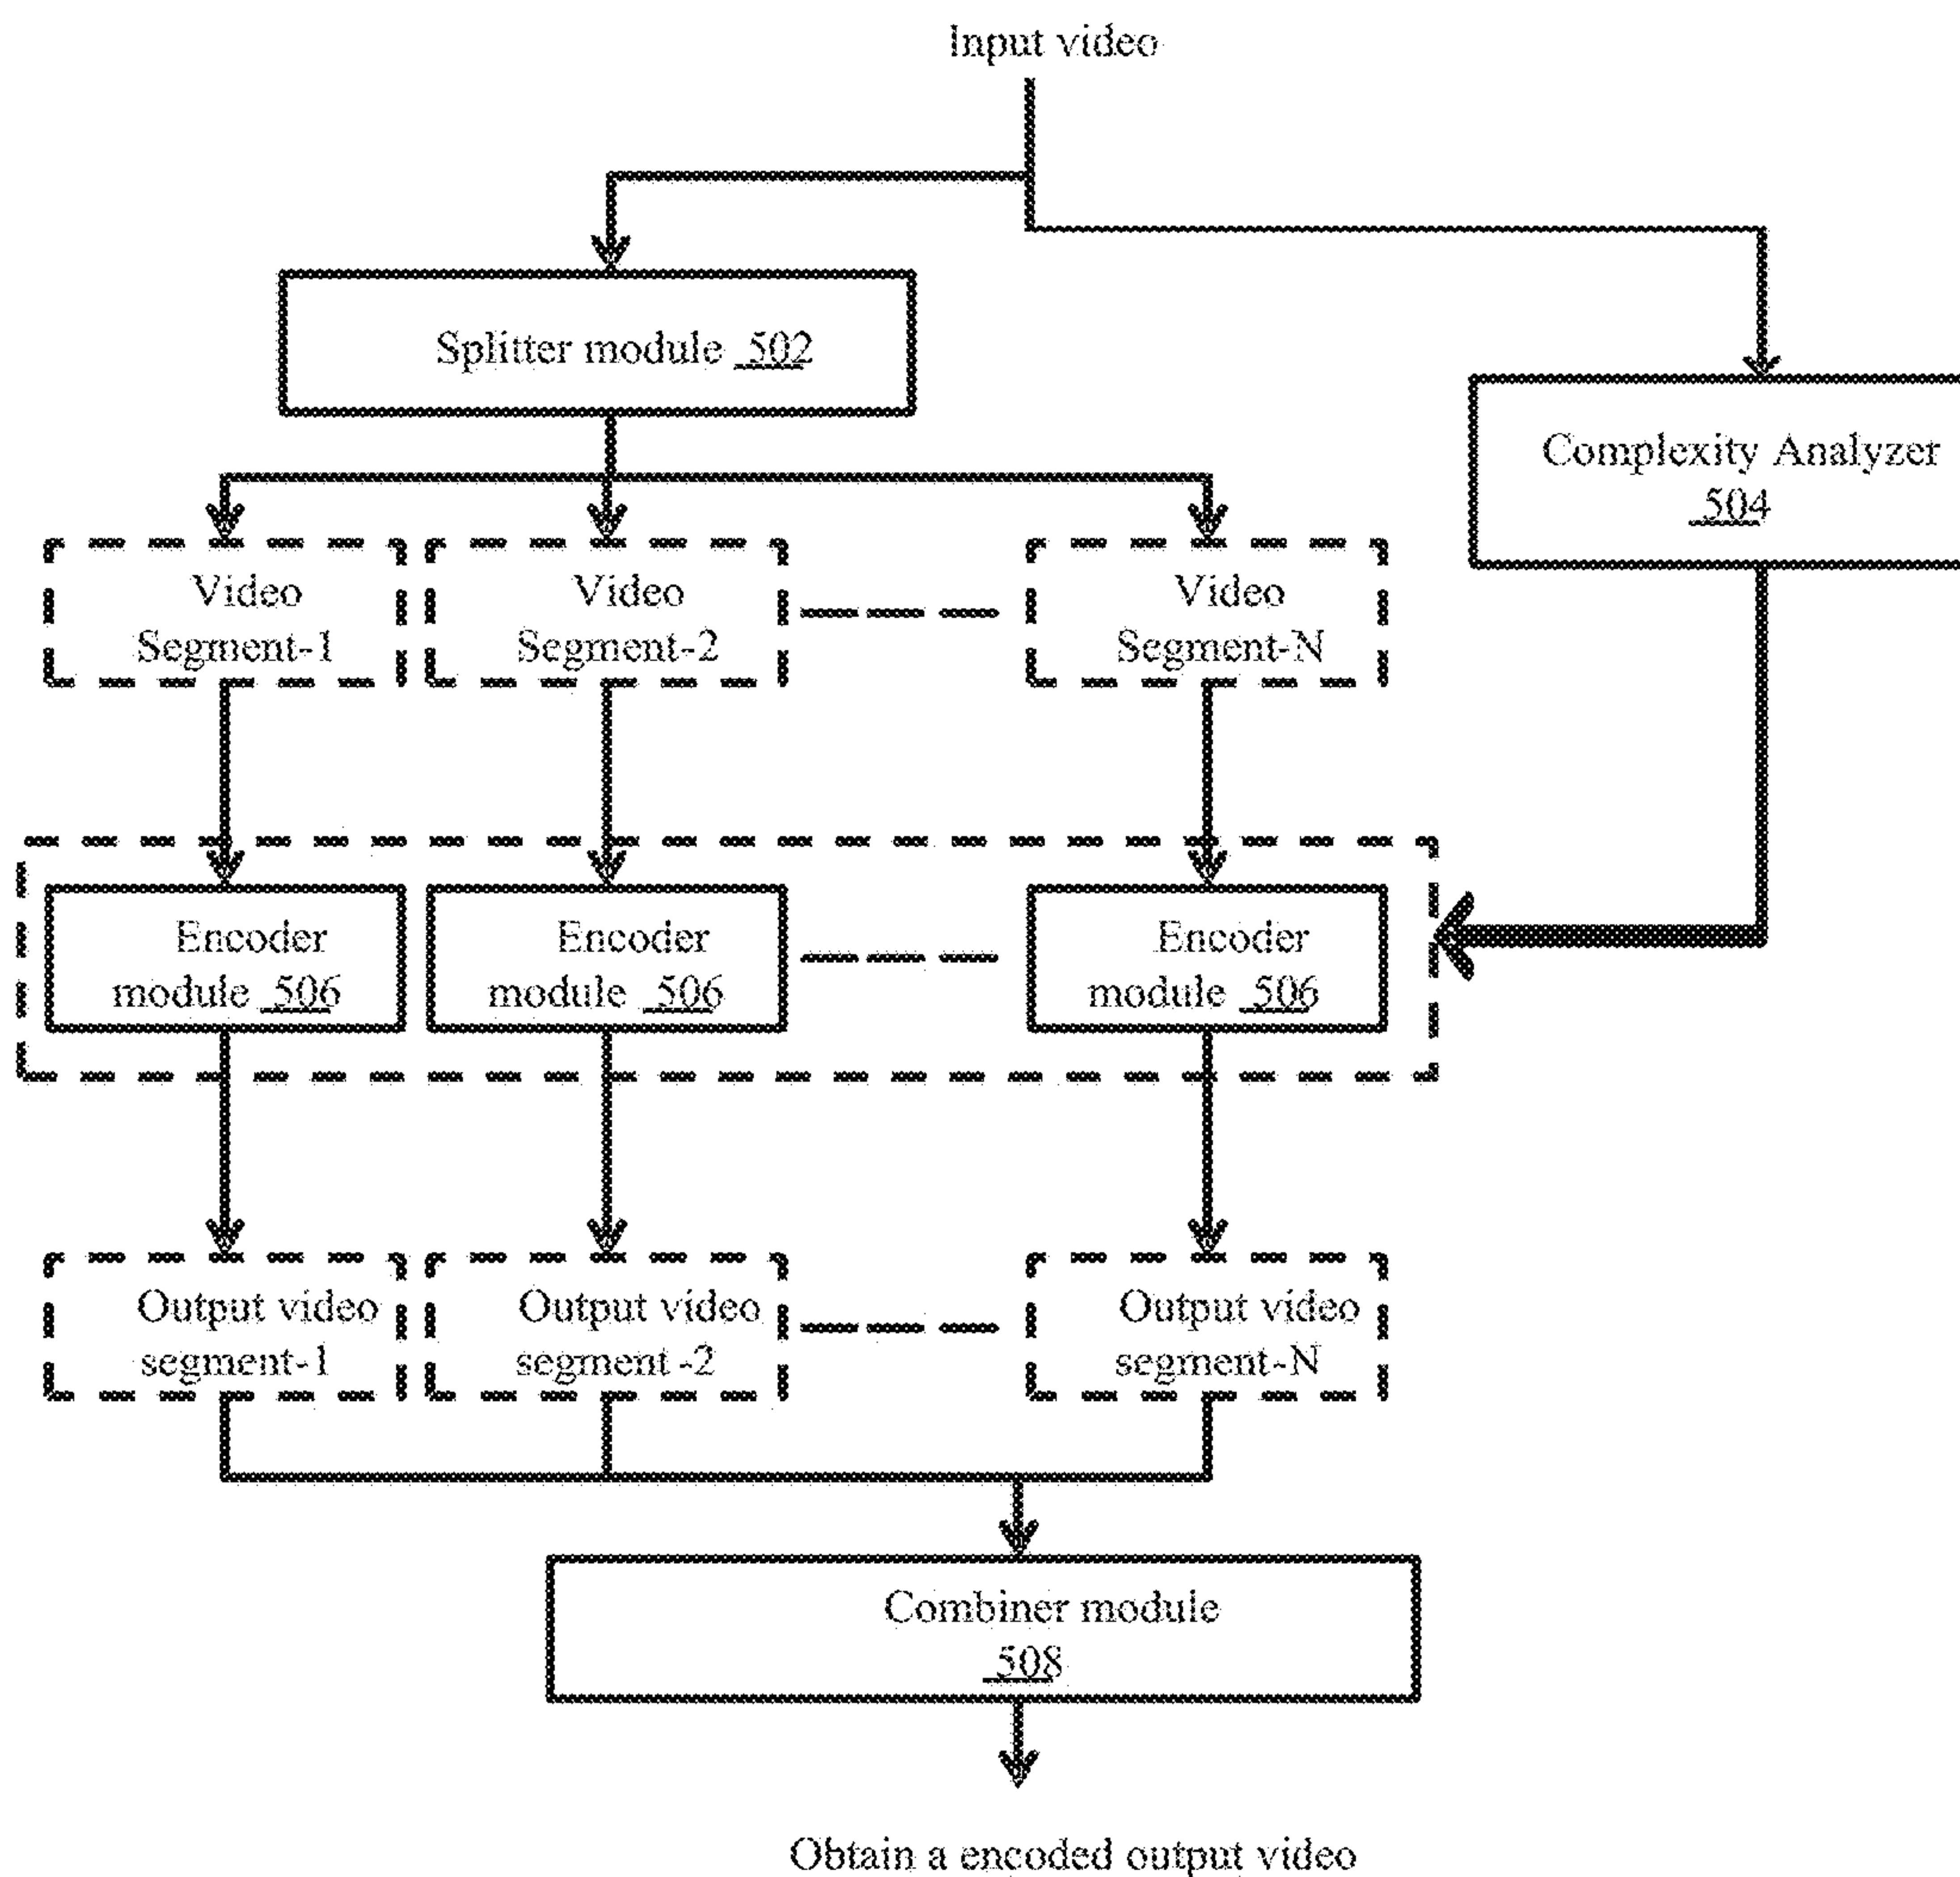 Input video
Splitter module 502
Complexity Analyzer
504
Video
Segment-1
Video
Segment-2
Video
Segment-N
Encoder
module 506
Encoder
module 506
Encoder
module 506
Output video
segment-1
Output video
segment -2
Output video
segment-N
Combiner module
508
Obtain a encoded output video